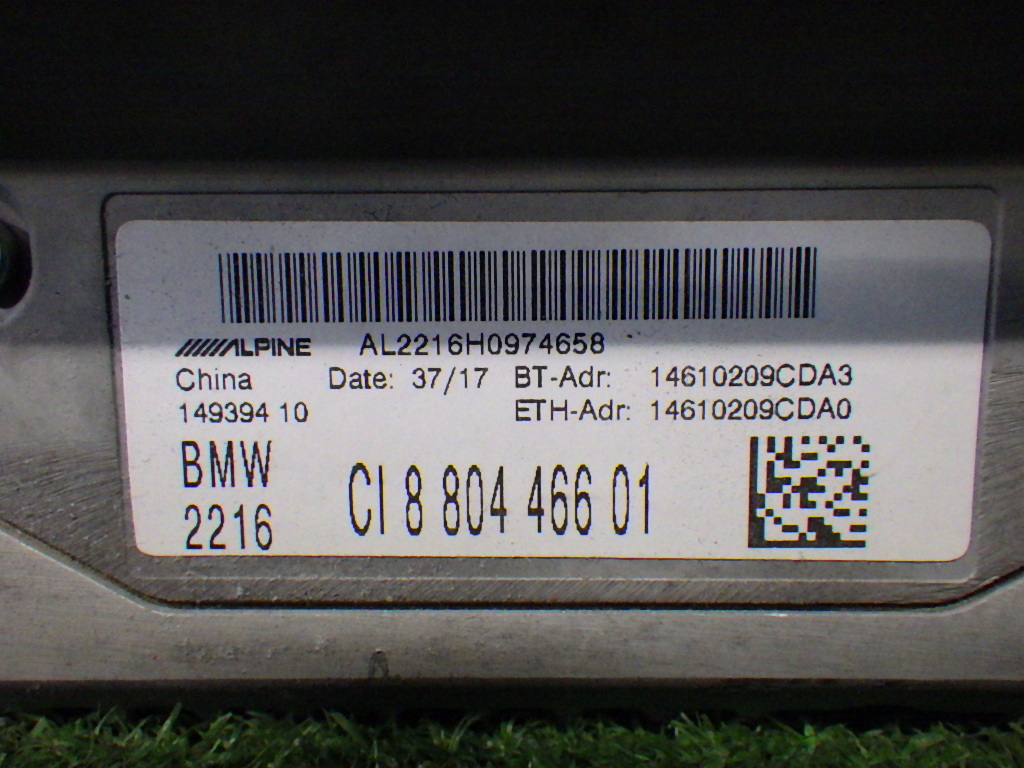 ALPINE AL2216H0974658
China Date: 37/17 BT-Adr: 14610209CDA3
149394 10 ETH-Adr: 14610209CDA0
BMW
2216 CI 8 804 466 01